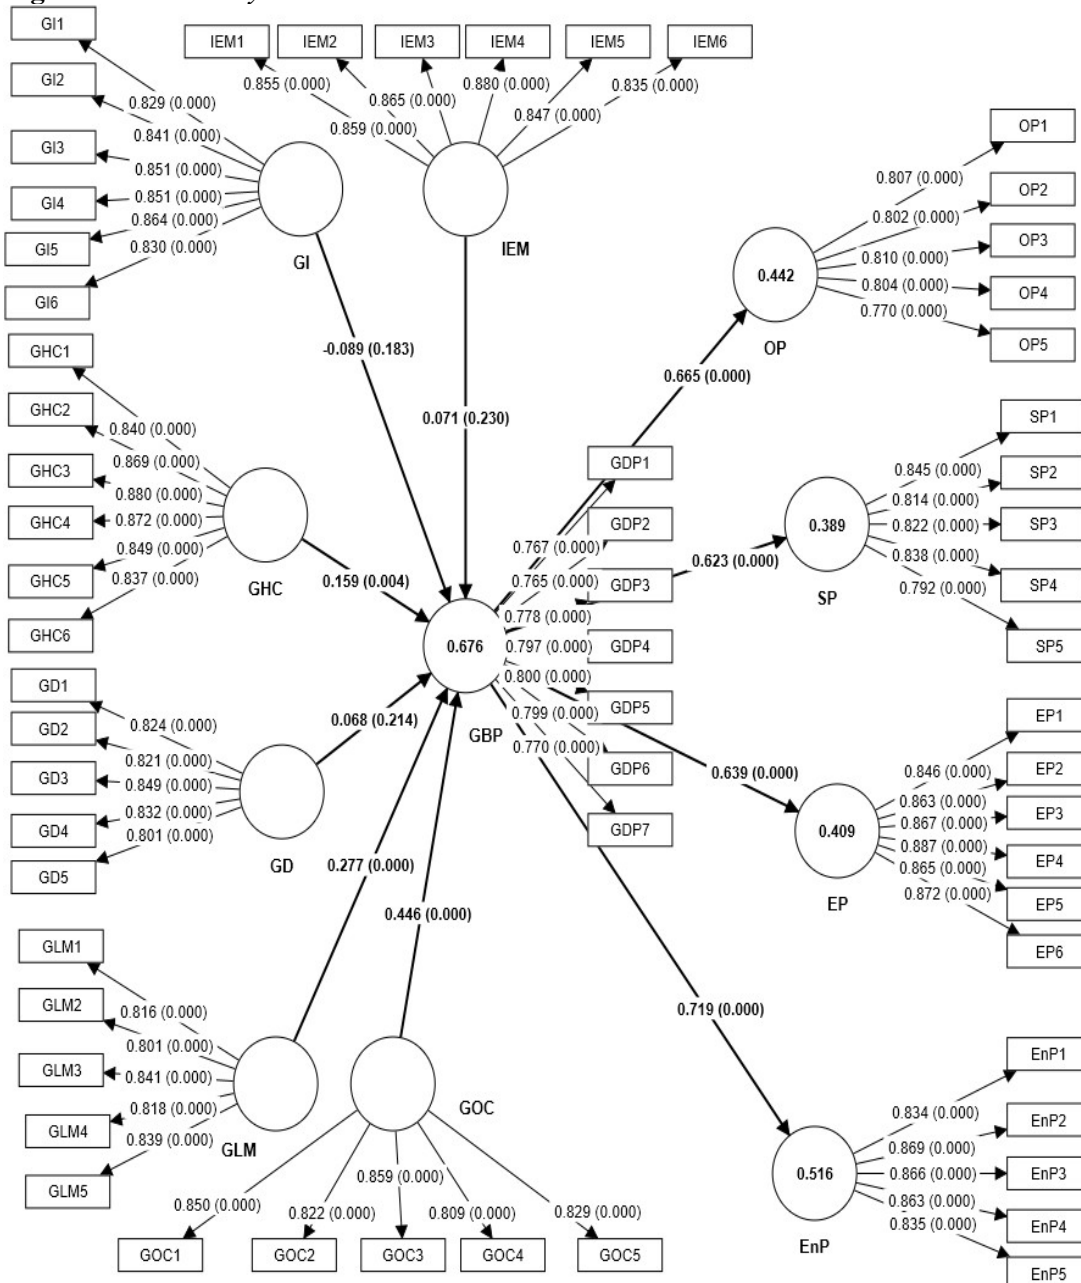 GI1
GI2
GI3
GI4
GI5
GI6
0.829 (0.000)
0.841 (0.000)
0.851 (0.000)
0.851 (0.000)
0.864 (0.000)
0.830 (0.000)
GI
IEM1
IEM2
IEM3
IEM4
IEM5
IEM6
0.855 (0.000)
0.859 (0.000)
0.865 (0.000)
0.880 (0.000)
0.847 (0.000)
0.835 (0.000)
IEM
-0.089 (0.183)
0.071 (0.230)
GHC1
GHC2
GHC3
GHC4
GHC5
GHC6
0.840 (0.000)
0.869 (0.000)
0.880 (0.000)
0.872 (0.000)
0.849 (0.000)
0.837 (0.000)
GHC
0.159 (0.004)
GD1
GD2
GD3
GD4
GD5
0.824 (0.000)
0.821 (0.000)
0.849 (0.000)
0.832 (0.000)
0.801 (0.000)
GD
0.068 (0.214)
GLM1
GLM2
GLM3
GLM4
GLM5
0.816 (0.000)
0.801 (0.000)
0.841 (0.000)
0.818 (0.000)
0.839 (0.000)
GLM
0.277 (0.000)
0.446 (0.000)
GOC
0.850 (0.000)
0.822 (0.000)
0.859 (0.000)
0.809 (0.000)
0.829 (0.000)
GOC1
GOC2
GOC3
GOC4
GOC5
0.676
GBP
GDP1
GDP2
GDP3
GDP4
GDP5
GDP6
GDP7
0.767 (0.000)
0.765 (0.000)
0.778 (0.000)
0.797 (0.000)
0.800 (0.000)
0.799 (0.000)
0.770 (0.000)
0.665 (0.000)
0.623 (0.000)
0.639 (0.000)
0.719 (0.000)
0.442
OP
0.807 (0.000)
0.802 (0.000)
0.810 (0.000)
0.804 (0.000)
0.770 (0.000)
OP1
OP2
OP3
OP4
OP5
0.389
SP
0.845 (0.000)
0.814 (0.000)
0.822 (0.000)
0.838 (0.000)
0.792 (0.000)
SP1
SP2
SP3
SP4
SP5
0.409
EP
0.846 (0.000)
0.863 (0.000)
0.867 (0.000)
0.887 (0.000)
0.865 (0.000)
0.872 (0.000)
EP1
EP2
EP3
EP4
EP5
EP6
0.516
EnP
0.834 (0.000)
0.869 (0.000)
0.866 (0.000)
0.863 (0.000)
0.835 (0.000)
EnP1
EnP2
EnP3
EnP4
EnP5